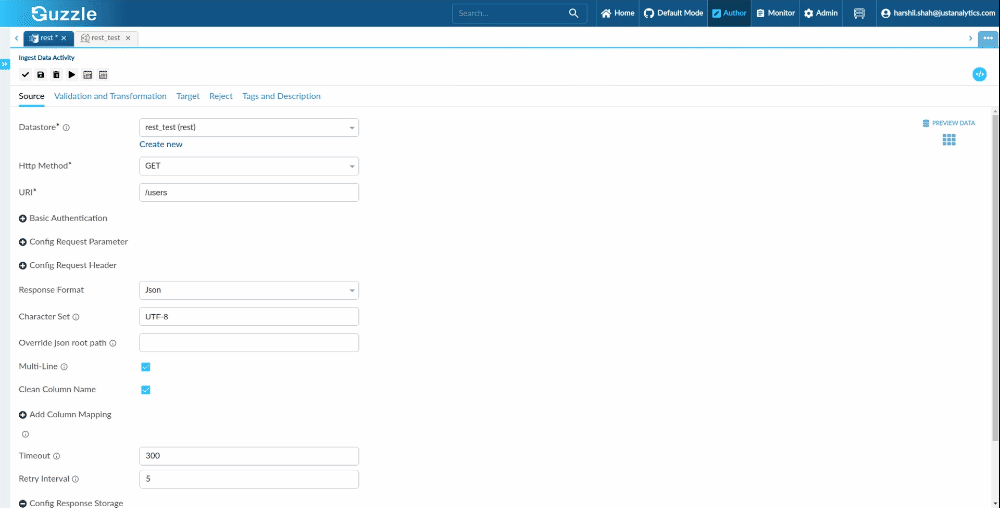 Guzzle
Search...
Home
Default Mode
Author
Monitor
Admin
harshil.shah@justanalytics.com
rest *
rest_test
Ingest Data Activity
Source
Validation and Transformation
Target
Reject
Tags and Description
Datastore*
rest_test (rest)
PREVIEW DATA
Create new
Http Method*
GET
URI*
/users
Basic Authentication
Config Request Parameter
Config Request Header
Response Format
Json
Character Set
UTF-8
Override json root path
Multi-Line
Clean Column Name
Add Column Mapping
Timeout
300
Retry Interval
5
Config Response Storage